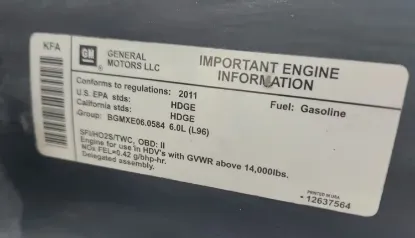 KFA
GM
GENERAL
MOTORS LLC
IMPORTANT ENGINE
INFORMATION
Conforms to regulations: 2011
U.S. EPA stds: HDGE
Fuel: Gasoline
California stds: HDGE
Group: BGMXE06.0584 6.0L (L96)
SFI/HO2S/TWC, OBD: II
Engine for use in HDV's with GVWR above 14,000lbs.
NOx FEL=0.42 g/bhp-hr.
Delegated assembly.
PRINTED IN USA
12637564